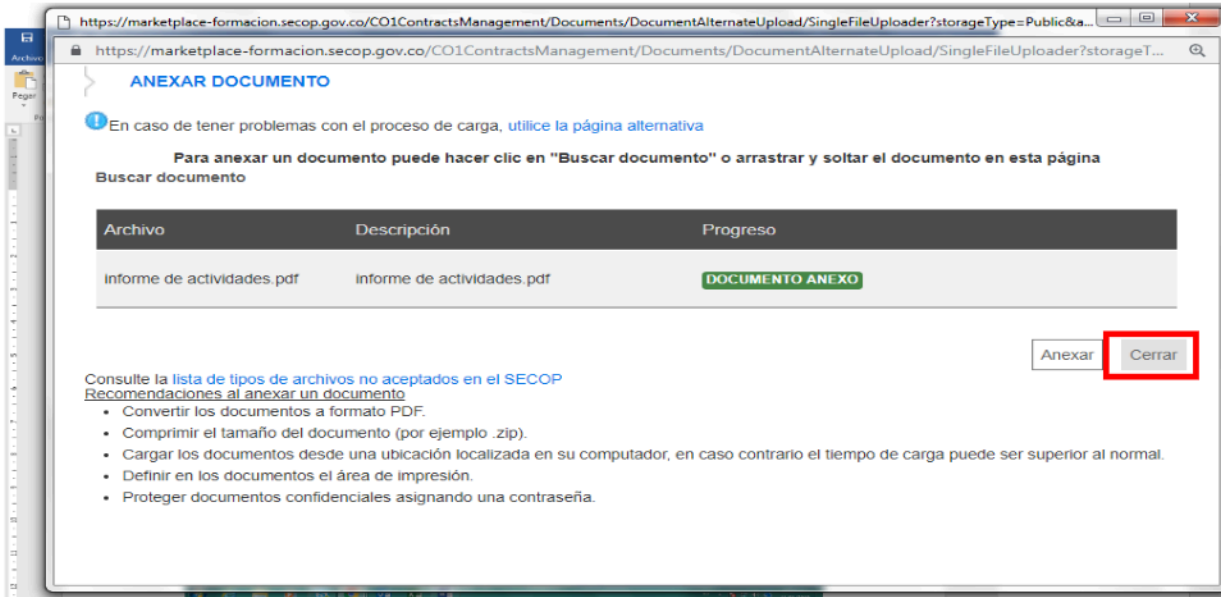 https://marketplace-formacion.secop.gov.co/CO1ContractsManagement/Documents/DocumentAlternateUpload/SingleFileUploader?storageType=Public&a...
https://marketplace-formacion.secop.gov.co/CO1ContractsManagement/Documents/DocumentAlternateUpload/SingleFileUploader?storageT...
Archivo
Pegar
ANEXAR DOCUMENTO
En caso de tener problemas con el proceso de carga, utilice la página alternativa
Para anexar un documento puede hacer clic en "Buscar documento" o arrastrar y soltar el documento en esta página
Buscar documento
Archivo Descripción Progreso
informe de actividades.pdf informe de actividades.pdf DOCUMENTO ANEXO
Anexar Cerrar
Consulte la lista de tipos de archivos no aceptados en el SECOP
Recomendaciones al anexar un documento
• Convertir los documentos a formato PDF.
• Comprimir el tamaño del documento (por ejemplo .zip).
• Cargar los documentos desde una ubicación localizada en su computador, en caso contrario el tiempo de carga puede ser superior al normal.
• Definir en los documentos el área de impresión.
• Proteger documentos confidenciales asignando una contraseña.